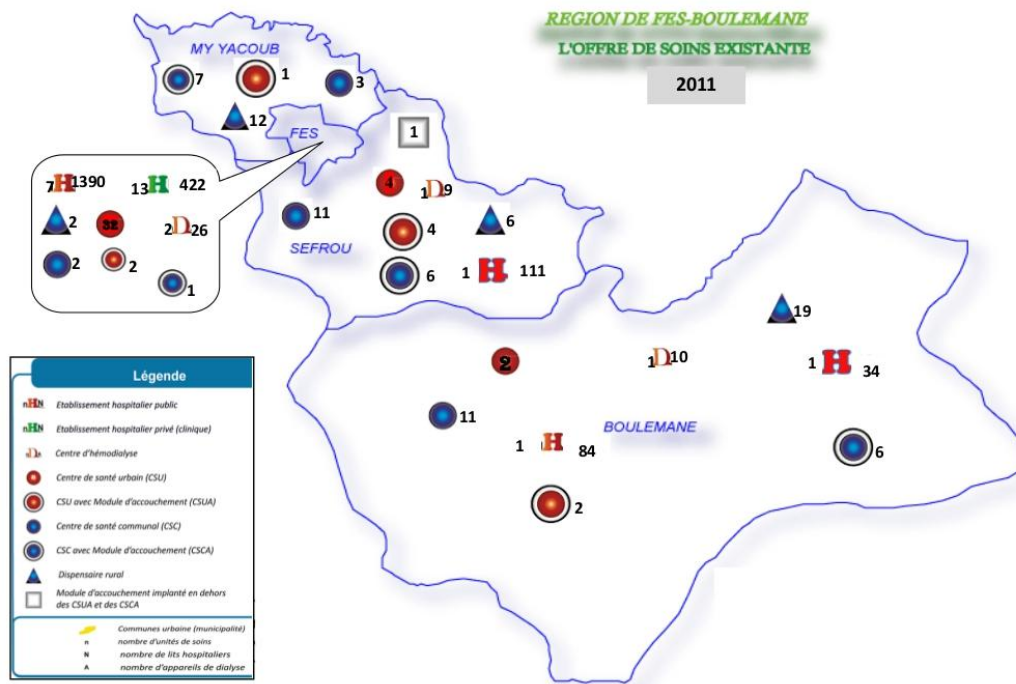 REGION DE FES-BOULEMANE
L'OFFRE DE SOINS EXISTANTE
2011
MY YACOUB
7
1
3
12
FES
1
7 H 1390
13 H 422
2
32
2 D 26
2
2
1
4
1 D 9
11
4
6
SEFROU
6
1 H 111
19
2
1 D 10
1 H 34
11
BOULEMANE
1 H 84
6
2
Légende
nHN Etablissement hospitalier public
nHN Etablissement hospitalier privé (clinique)
Centre d'hémodialyse
Centre de santé urbain (CSU)
CSU avec Module d'accouchement (CSUA)
Centre de santé communal (CSC)
CSC avec Module d'accouchement (CSCA)
Dispensaire rural
Module d'accouchement implanté en dehors
des CSUA et des CSCA
Communes urbaine (municipalité)
n nombre d'unités de soins
N nombre de lits hospitaliers
A nombre d'appareils de dialyse